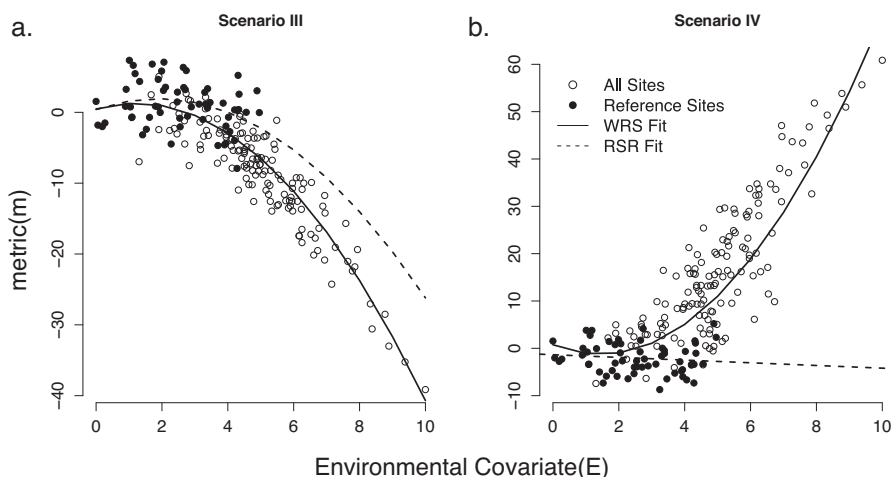 a.
Scenario III
metric(m)
0
−10
−20
−30
−40
0 2 4 6 8 10
b.
Scenario IV
60
50
40
30
20
10
0
−10
0 2 4 6 8 10
All Sites
Reference Sites
WRS Fit
RSR Fit
Environmental Covariate(E)